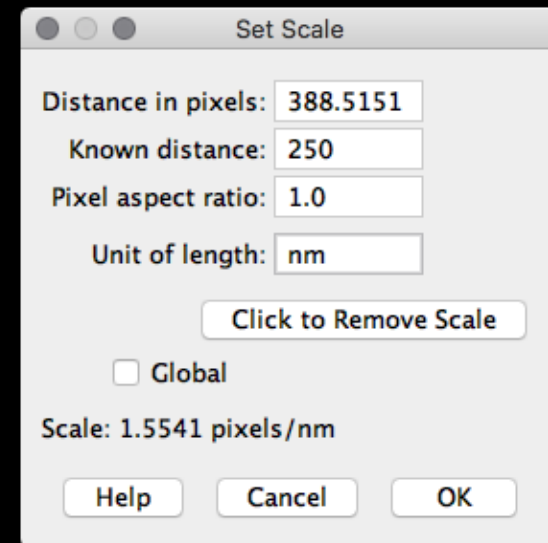 Set Scale
Distance in pixels: 388.5151
Known distance: 250
Pixel aspect ratio: 1.0
Unit of length: nm
Click to Remove Scale
Global
Scale: 1.5541 pixels/nm
Help Cancel OK